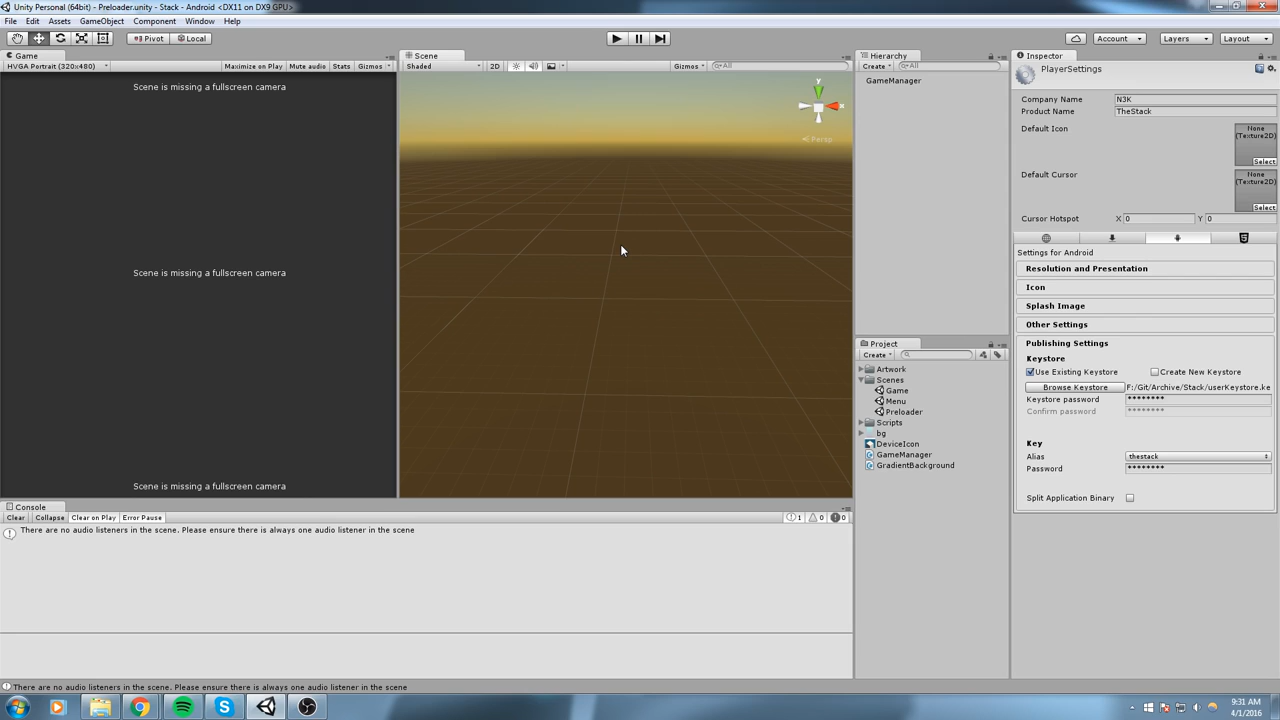 Unity Personal (64bit) - Preloader.unity - Stack - Android <DX11 on DX9 GPU>
File Edit Assets GameObject Component Window Help
Pivot Local Account Layers Layout
Game
HVGA Portrait (320x480) Maximize on Play Mute audio Stats Gizmos
Scene is missing a fullscreen camera
Scene is missing a fullscreen camera
Scene is missing a fullscreen camera
Scene
Shaded 2D Gizmos All
y
x
Persp
Hierarchy
Create All
GameManager
Project
Create
Artwork
Scenes
Game
Menu
Preloader
Scripts
bg
DeviceIcon
GameManager
GradientBackground
Inspector
PlayerSettings
Company Name N3K
Product Name TheStack
Default Icon
None
(Texture2D)
Select
Default Cursor
None
(Texture2D)
Select
Cursor Hotspot X 0 Y 0
Settings for Android
Resolution and Presentation
Icon
Splash Image
Other Settings
Publishing Settings
Keystore
Use Existing Keystore Create New Keystore
Browse Keystore F:/Git/Archive/Stack/userKeystore.ke
Keystore password ********
Confirm password ********
Key
Alias thestack
Password ********
Split Application Binary
Console
Clear Collapse Clear on Play Error Pause 1 0 0
There are no audio listeners in the scene. Please ensure there is always one audio listener in the scene
There are no audio listeners in the scene. Please ensure there is always one audio listener in the scene
9:31 AM
4/1/2016